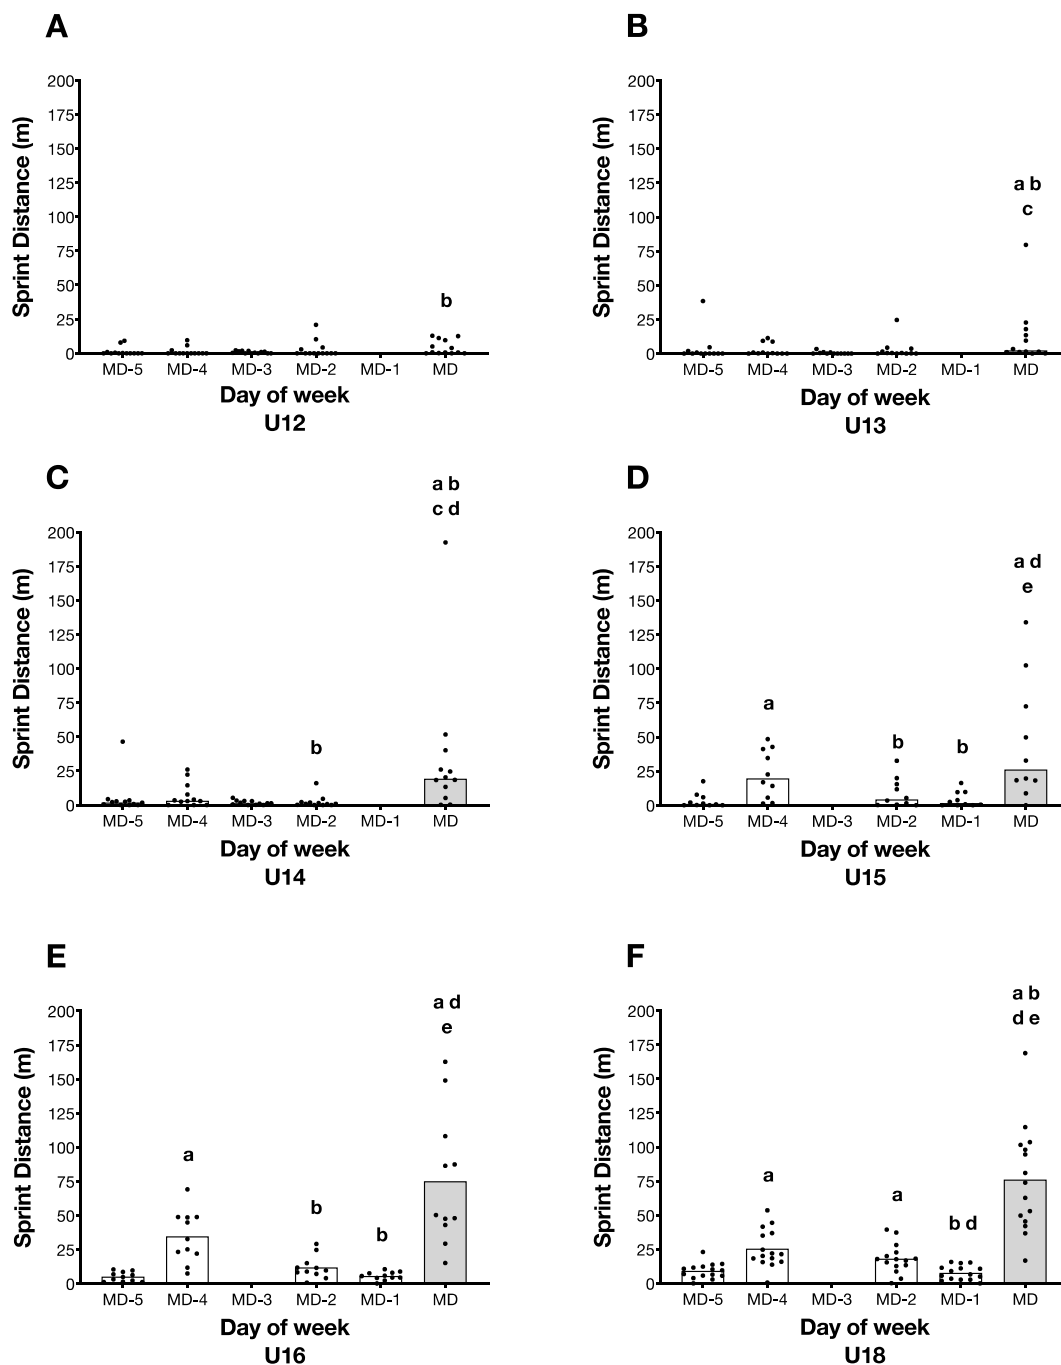 A
Sprint Distance (m)
200
175
150
125
100
75
50
25
0
b
MD-5 MD-4 MD-3 MD-2 MD-1 MD
Day of week
U12
B
Sprint Distance (m)
200
175
150
125
100
75
50
25
0
a b
c
MD-5 MD-4 MD-3 MD-2 MD-1 MD
Day of week
U13
C
Sprint Distance (m)
200
175
150
125
100
75
50
25
0
a b
c d
b
MD-5 MD-4 MD-3 MD-2 MD-1 MD
Day of week
U14
D
Sprint Distance (m)
200
175
150
125
100
75
50
25
0
a d
e
a
b b
MD-5 MD-4 MD-3 MD-2 MD-1 MD
Day of week
U15
E
Sprint Distance (m)
200
175
150
125
100
75
50
25
0
a d
e
a
b
b
MD-5 MD-4 MD-3 MD-2 MD-1 MD
Day of week
U16
F
Sprint Distance (m)
200
175
150
125
100
75
50
25
0
a b
d e
a
a
b d
MD-5 MD-4 MD-3 MD-2 MD-1 MD
Day of week
U18